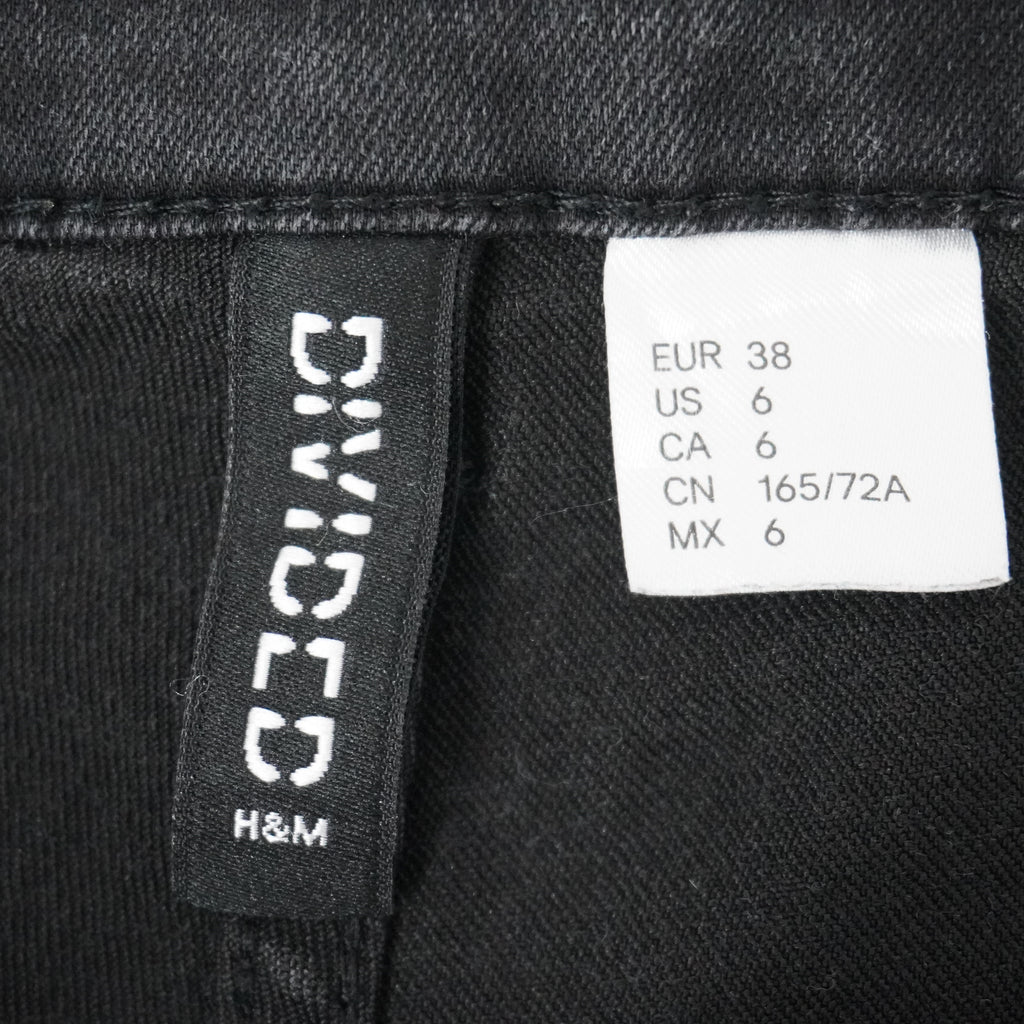 DIVIDED
H&M
EUR 38
US 6
CA 6
CN 165/72A
MX 6